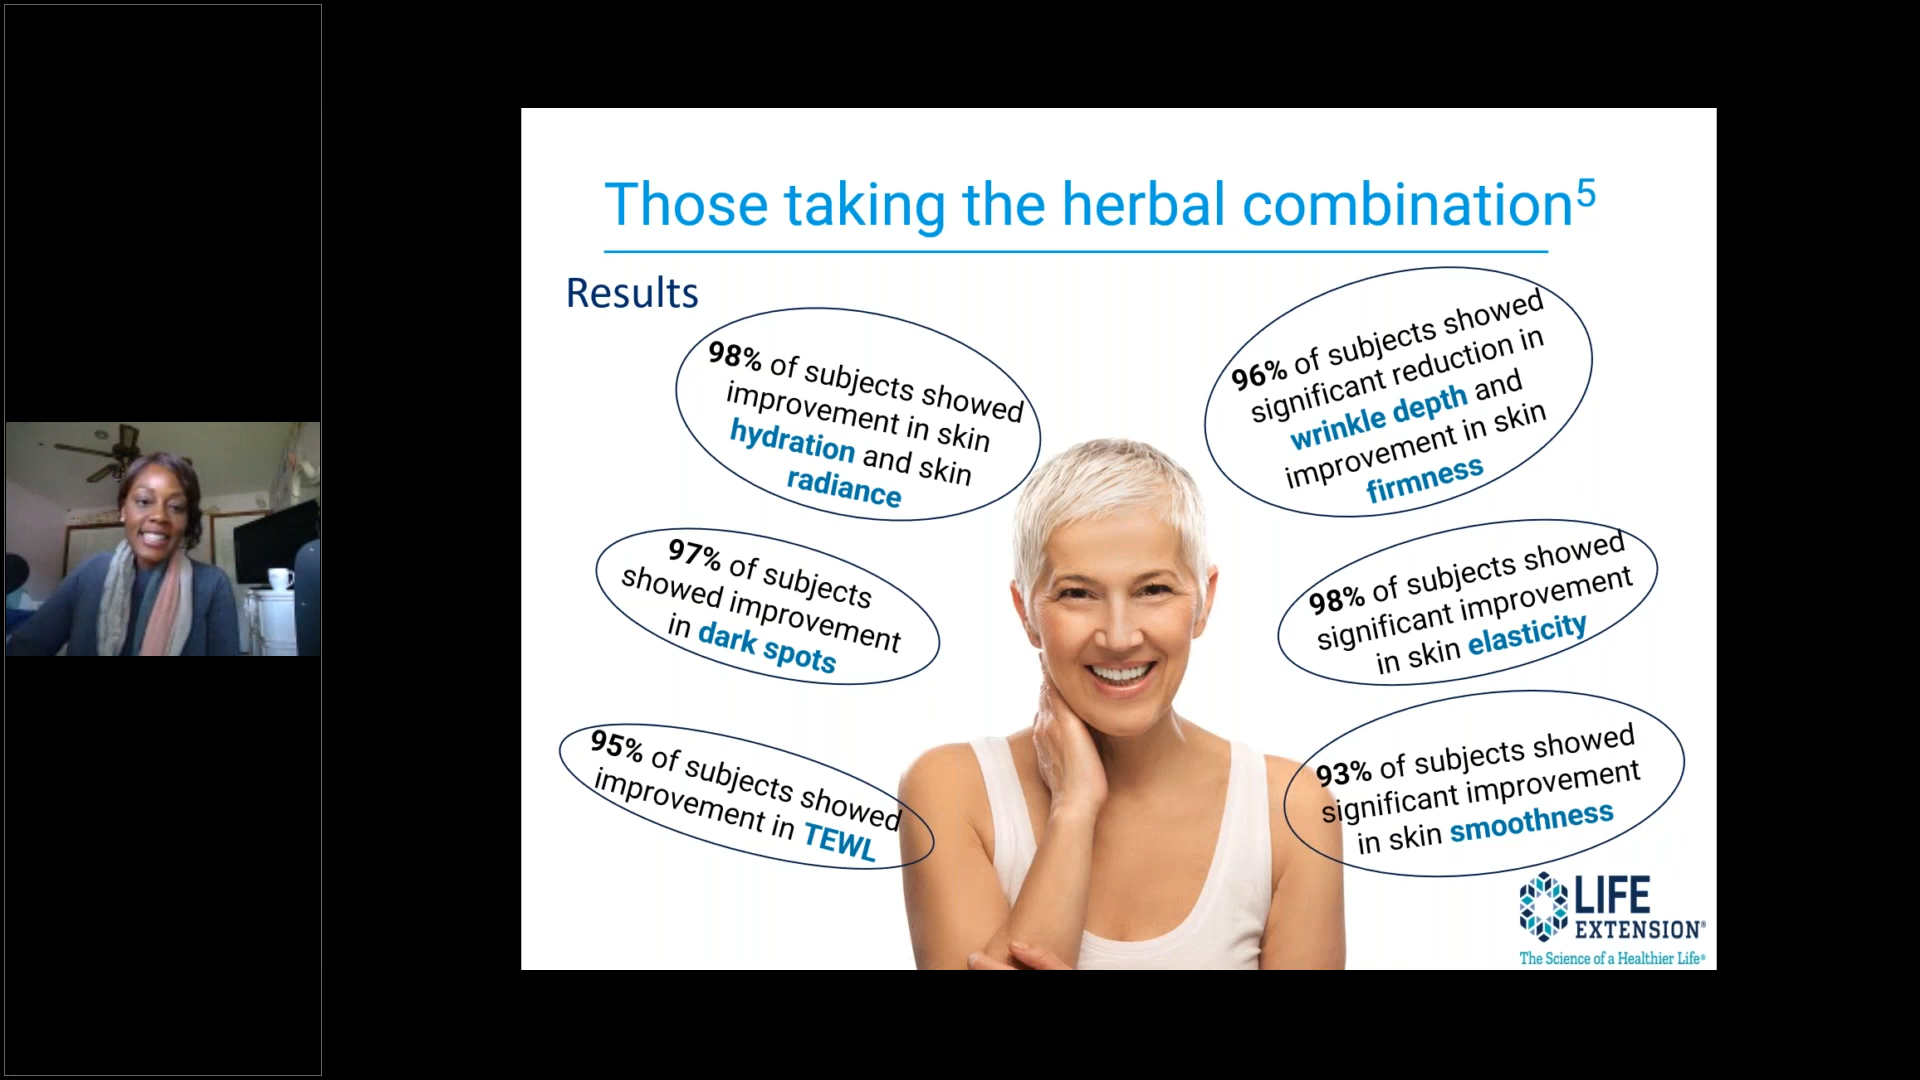 Those taking the herbal combination⁵
Results
98% of subjects showed
improvement in skin
hydration and skin
radiance
96% of subjects showed
significant reduction in
wrinkle depth and
improvement in skin
firmness
97% of subjects
showed improvement
in dark spots
98% of subjects showed
significant improvement
in skin elasticity
95% of subjects showed
improvement in TEWL
93% of subjects showed
significant improvement
in skin smoothness
LIFE
EXTENSION®
The Science of a Healthier Life®